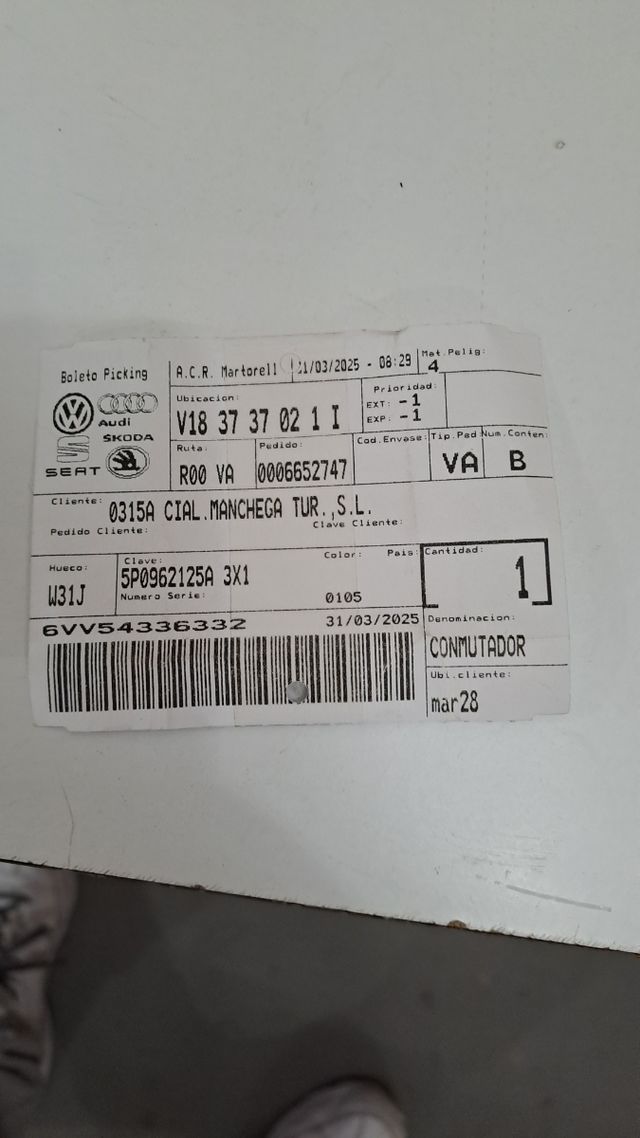 Boleto Picking
A.C.R. Martorell 31/03/2025 - 08:29
Mat.Pelig:
4
Audi
ŠKODA
SEAT
Ubicacion:
V18 37 37 02 1 I
Prioridad:
EXT: -1
EXP: -1
Ruta:
R00 VA
Pedido:
0006652747
Cod.Envase:
Tip.Pad
VA
Num.Conten:
B
Cliente: 0315A CIAL.MANCHEGA TUR.,S.L.
Pedido Cliente: Clave Cliente:
Hueco:
W31J
Clave: Color: Pais:
5P0962125A 3X1
Numero Serie: 0105
Cantidad:
1
6VV54336332 31/03/2025
Denominacion:
CONMUTADOR
Ubi.cliente:
mar28